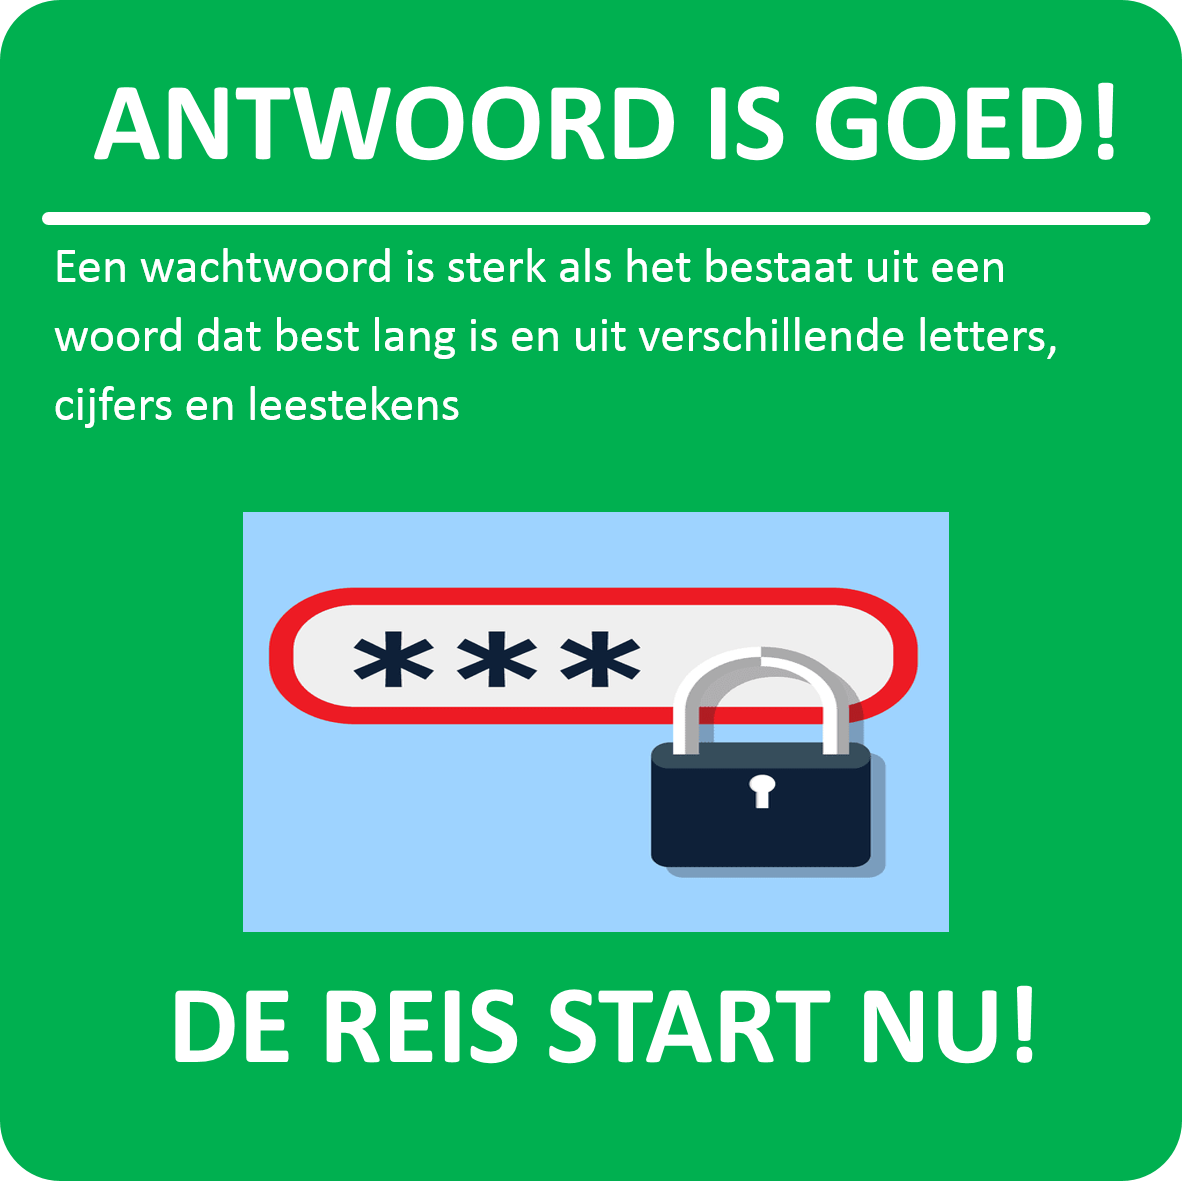 ANTWOORD IS GOED!
Een wachtwoord is sterk als het bestaat uit een
woord dat best lang is en uit verschillende letters,
cijfers en leestekens
***
DE REIS START NU!